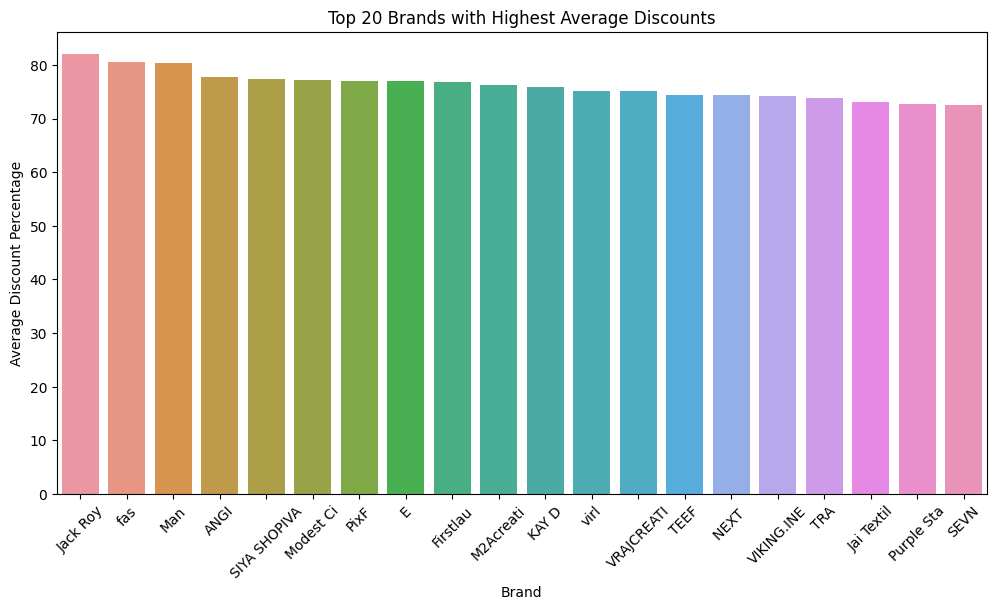 Top 20 Brands with Highest Average Discounts
Average Discount Percentage
80
70
60
50
40
30
20
10
0
Jack Roy
fas
Man
ANGI
SIYA SHOPIVA
Modest Ci
PixF
E
Firstlau
M2Acreati
KAY D
virl
VRAJCREATI
TEEF
NEXT
VIKING.INE
TRA
Jai Textil
Purple Sta
SEVN
Brand